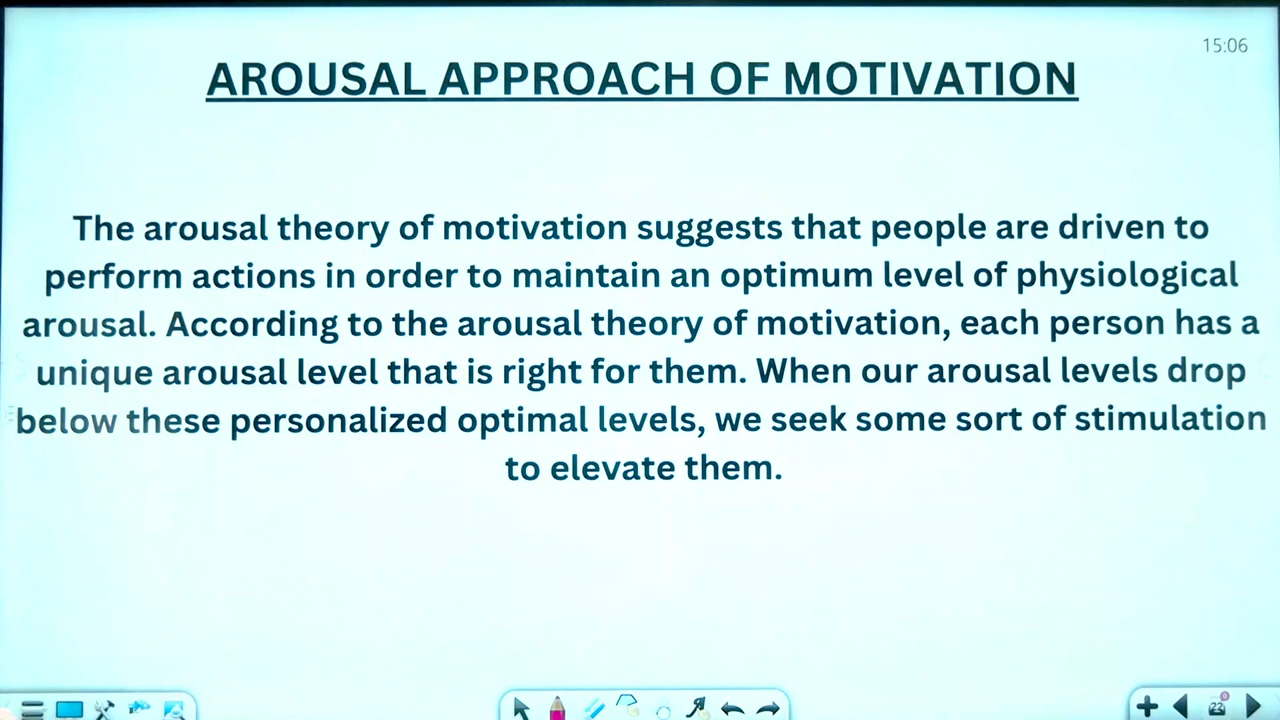 15:06
AROUSAL APPROACH OF MOTIVATION
The arousal theory of motivation suggests that people are driven to
perform actions in order to maintain an optimum level of physiological
arousal. According to the arousal theory of motivation, each person has a
unique arousal level that is right for them. When our arousal levels drop
below these personalized optimal levels, we seek some sort of stimulation
to elevate them.
22